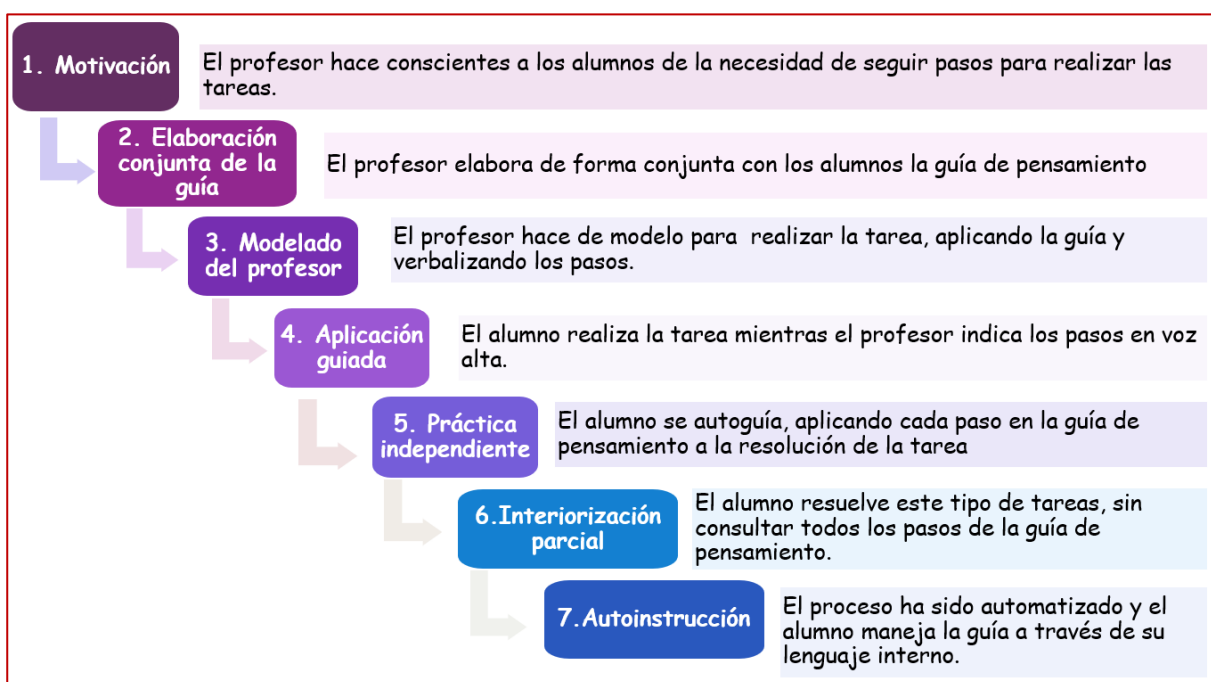 1. Motivación
El profesor hace conscientes a los alumnos de la necesidad de seguir pasos para realizar las
tareas.
2. Elaboración
conjunta de la
guía
El profesor elabora de forma conjunta con los alumnos la guía de pensamiento
3. Modelado
del profesor
El profesor hace de modelo para realizar la tarea, aplicando la guía y
verbalizando los pasos.
4. Aplicación
guiada
El alumno realiza la tarea mientras el profesor indica los pasos en voz
alta.
5. Práctica
independiente
El alumno se autoguía, aplicando cada paso en la guía de
pensamiento a la resolución de la tarea
6.Interiorización
parcial
El alumno resuelve este tipo de tareas, sin
consultar todos los pasos de la guía de
pensamiento.
7.Autoinstrucción
El proceso ha sido automatizado y el
alumno maneja la guía a través de su
lenguaje interno.